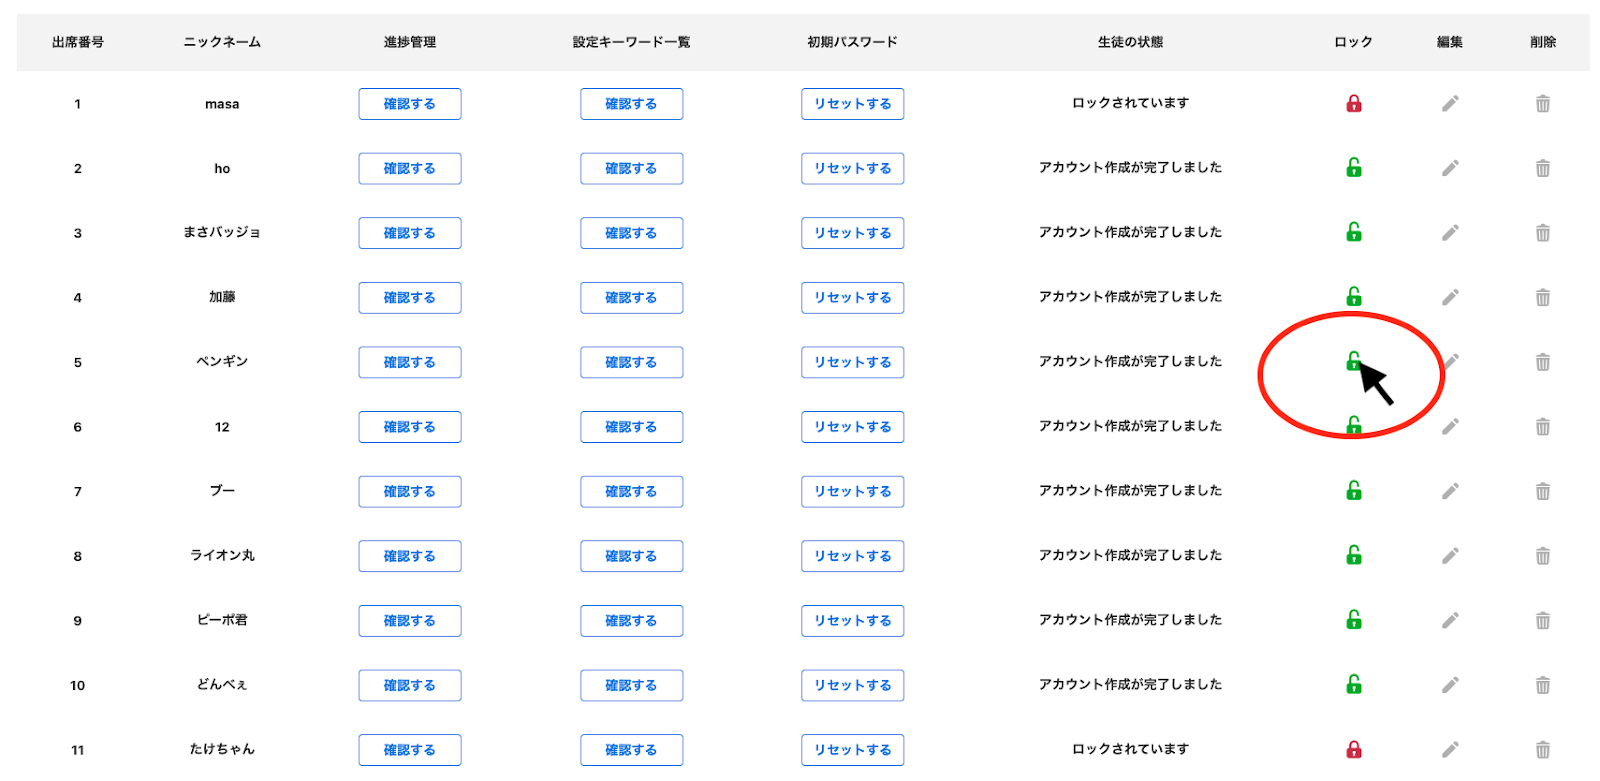 出席番号 ニックネーム 進捗管理 設定キーワード一覧 初期パスワード 生徒の状態 ロック 編集 削除
1 masa 確認する 確認する リセットする ロックされています
2 ho 確認する 確認する リセットする アカウント作成が完了しました
3 まさバッジョ 確認する 確認する リセットする アカウント作成が完了しました
4 加藤 確認する 確認する リセットする アカウント作成が完了しました
5 ペンギン 確認する 確認する リセットする アカウント作成が完了しました
6 12 確認する 確認する リセットする アカウント作成が完了しました
7 ブー 確認する 確認する リセットする アカウント作成が完了しました
8 ライオン丸 確認する 確認する リセットする アカウント作成が完了しました
9 ピーポ君 確認する 確認する リセットする アカウント作成が完了しました
10 どんべぇ 確認する 確認する リセットする アカウント作成が完了しました
11 たけちゃん 確認する 確認する リセットする ロックされています